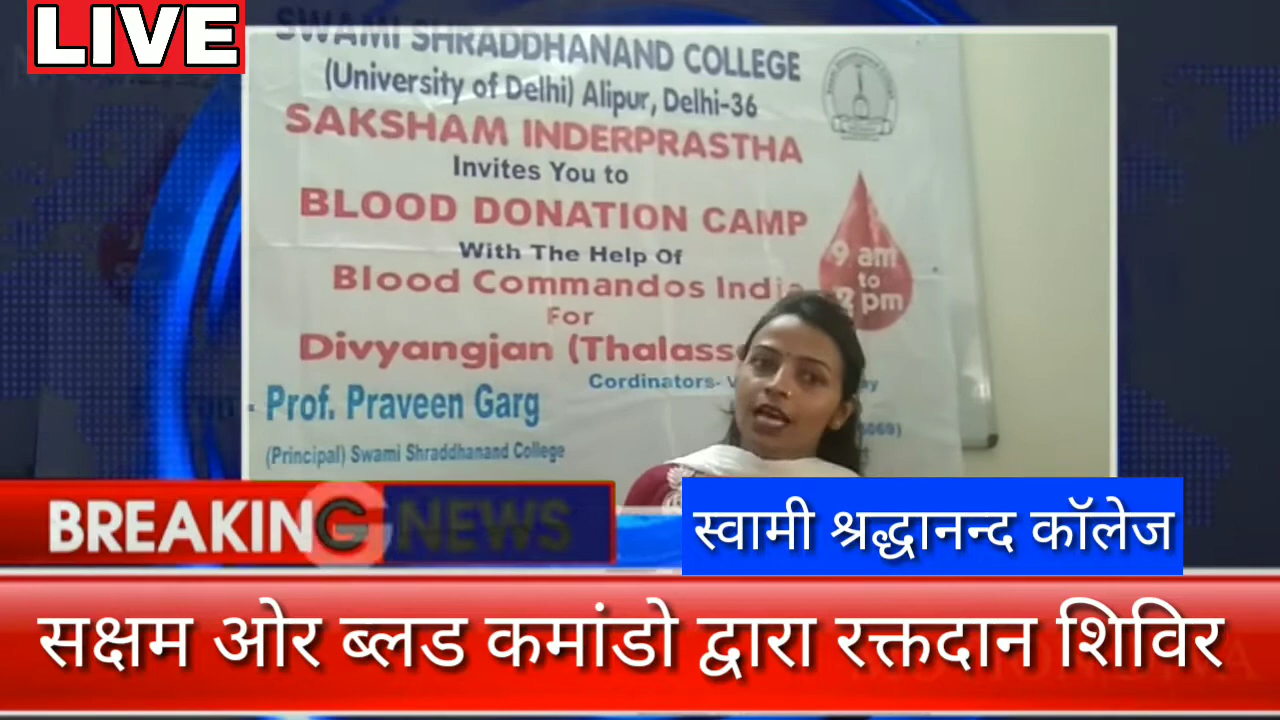 LIVE
SWAMI SHRADDHANAND COLLEGE
(University of Delhi) Alipur, Delhi-36
SAKSHAM INDERPRASTHA
Invites You to
BLOOD DONATION CAMP
With The Help Of
Blood Commandos India
9 am
to
pm
For
Divyangjan
Cordinators-
Prof. Praveen Garg
(Principal) Swami Shraddhanand College
BREAKING NEWS
स्वामी श्रद्धानन्द कॉलेज
सक्षम ओर ब्लड कमांडो द्वारा रक्तदान शिविर